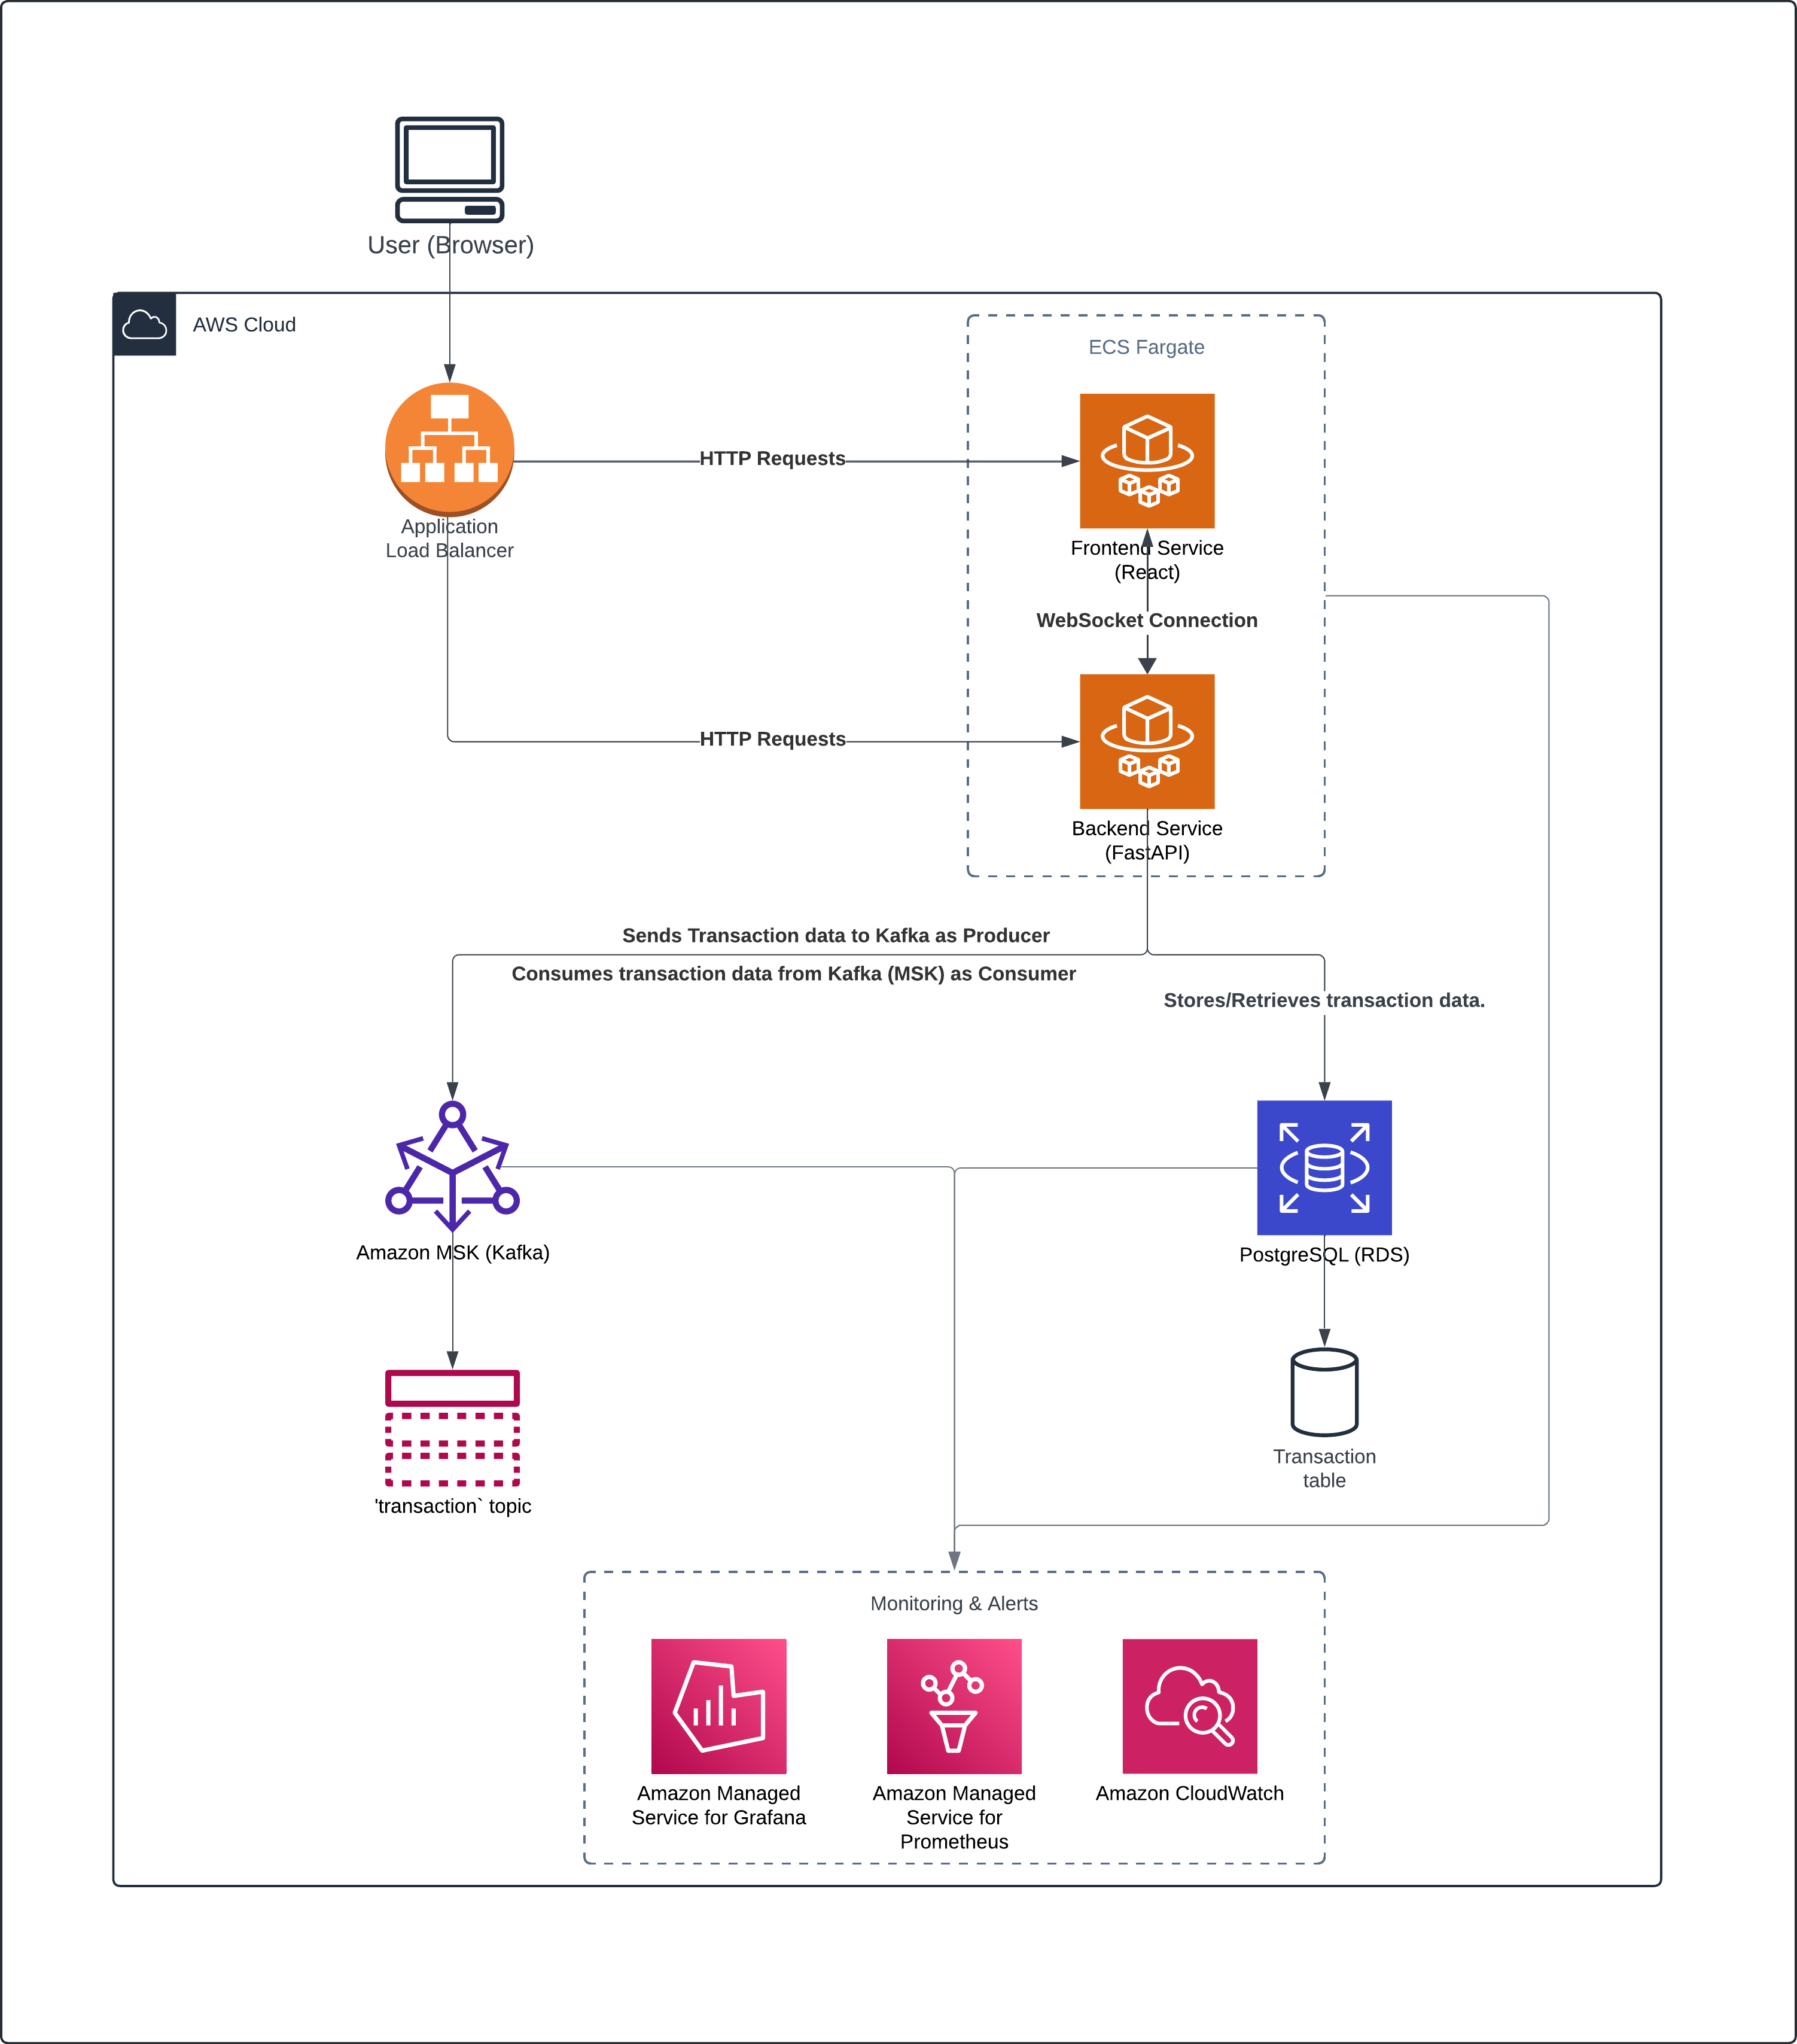 User (Browser)
AWS Cloud
ECS Fargate
HTTP Requests
Application
Load Balancer
Frontend Service
(React)
WebSocket Connection
HTTP Requests
Backend Service
(FastAPI)
Sends Transaction data to Kafka as Producer
Consumes transaction data from Kafka (MSK) as Consumer
Stores/Retrieves transaction data.
Amazon MSK (Kafka)
PostgreSQL (RDS)
Transaction
table
'transaction` topic
Monitoring & Alerts
Amazon Managed
Service for Grafana
Amazon Managed
Service for
Prometheus
Amazon CloudWatch